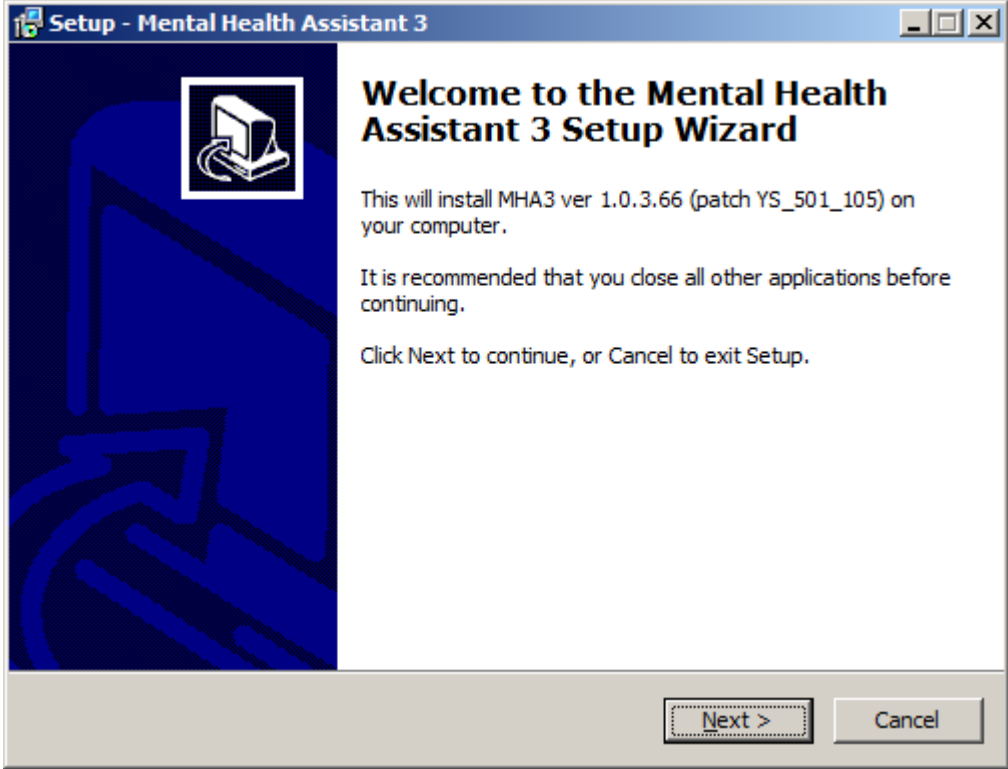 Setup - Mental Health Assistant 3
Welcome to the Mental Health
Assistant 3 Setup Wizard
This will install MHA3 ver 1.0.3.66 (patch YS_501_105) on
your computer.
It is recommended that you close all other applications before
continuing.
Click Next to continue, or Cancel to exit Setup.
Next >
Cancel